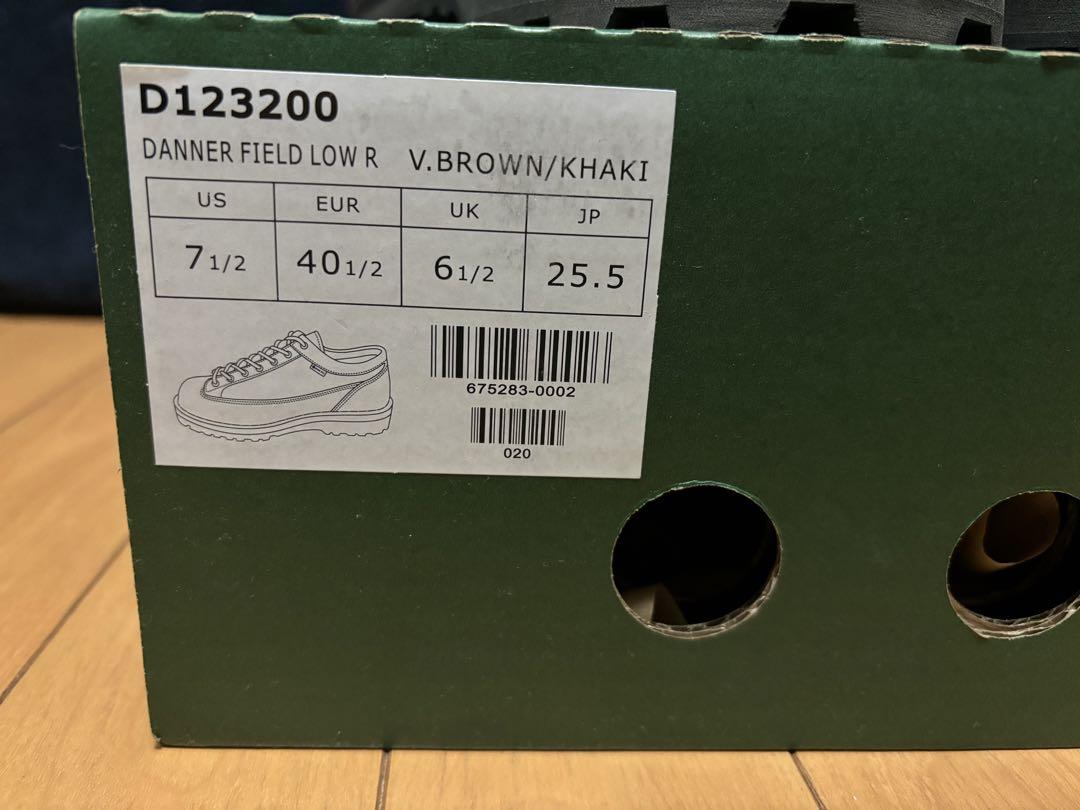 D123200
DANNER FIELD LOW R V.BROWN/KHAKI
US EUR UK JP
7 1/2 40 1/2 6 1/2 25.5
675283-0002
020